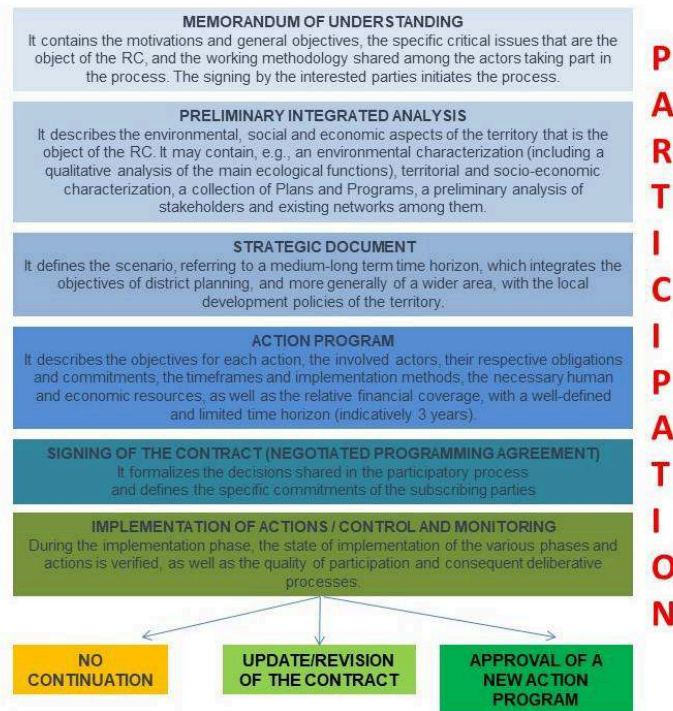 MEMORANDUM OF UNDERSTANDING
It contains the motivations and general objectives, the specific critical issues that are the
object of the RC, and the working methodology shared among the actors taking part in
the process. The signing by the interested parties initiates the process.
PRELIMINARY INTEGRATED ANALYSIS
It describes the environmental, social and economic aspects of the territory that is the
object of the RC. It may contain, e.g., an environmental characterization (including a
qualitative analysis of the main ecological functions), territorial and socio-economic
characterization, a collection of Plans and Programs, a preliminary analysis of
stakeholders and existing networks among them.
STRATEGIC DOCUMENT
It defines the scenario, referring to a medium-long term time horizon, which integrates the
objectives of district planning, and more generally of a wider area, with the local
development policies of the territory.
ACTION PROGRAM
It describes the objectives for each action, the involved actors, their respective obligations
and commitments, the timeframes and implementation methods, the necessary human
and economic resources, as well as the relative financial coverage, with a well-defined
and limited time horizon (indicatively 3 years).
SIGNING OF THE CONTRACT (NEGOTIATED PROGRAMMING AGREEMENT)
It formalizes the decisions shared in the participatory process
and defines the specific commitments of the subscribing parties
IMPLEMENTATION OF ACTIONS / CONTROL AND MONITORING
During the implementation phase, the state of implementation of the various phases and
actions is verified, as well as the quality of participation and consequent deliberative
processes.
NO
CONTINUATION
UPDATE/REVISION
OF THE CONTRACT
APPROVAL OF A
NEW ACTION
PROGRAM
PARTICIPATION